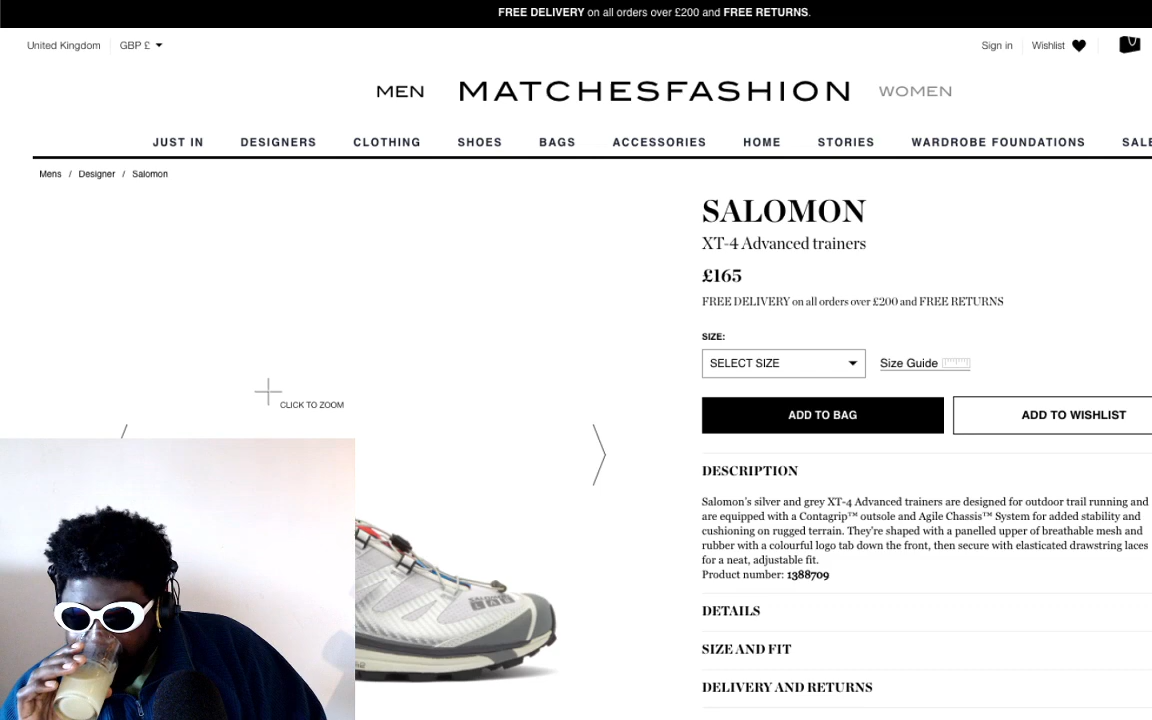 FREE DELIVERY on all orders over £200 and FREE RETURNS.
United Kingdom GBP £
Sign in Wishlist
MEN MATCHESFASHION WOMEN
JUST IN DESIGNERS CLOTHING SHOES BAGS ACCESSORIES HOME STORIES WARDROBE FOUNDATIONS SALE
Mens / Designer / Salomon
SALOMON
XT-4 Advanced trainers
£165
FREE DELIVERY on all orders over £200 and FREE RETURNS
SIZE:
SELECT SIZE Size Guide
CLICK TO ZOOM
ADD TO BAG ADD TO WISHLIST
DESCRIPTION
Salomon's silver and grey XT-4 Advanced trainers are designed for outdoor trail running and
are equipped with a Contagrip™ outsole and Agile Chassis™ System for added stability and
cushioning on rugged terrain. They're shaped with a panelled upper of breathable mesh and
rubber with a colourful logo tab down the front, then secure with elasticated drawstring laces
for a neat, adjustable fit.
Product number: 1388709
DETAILS
SIZE AND FIT
DELIVERY AND RETURNS